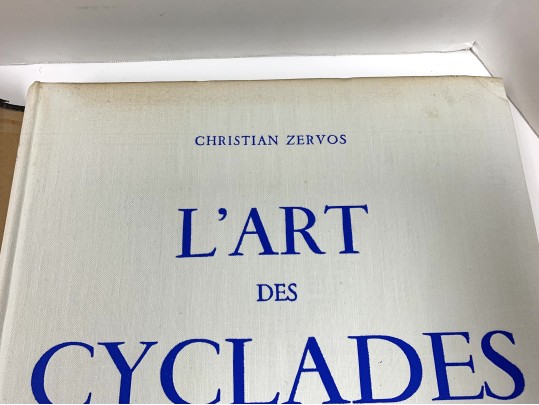 CHRISTIAN ZERVOS
L'ART
DES
CYCLADES